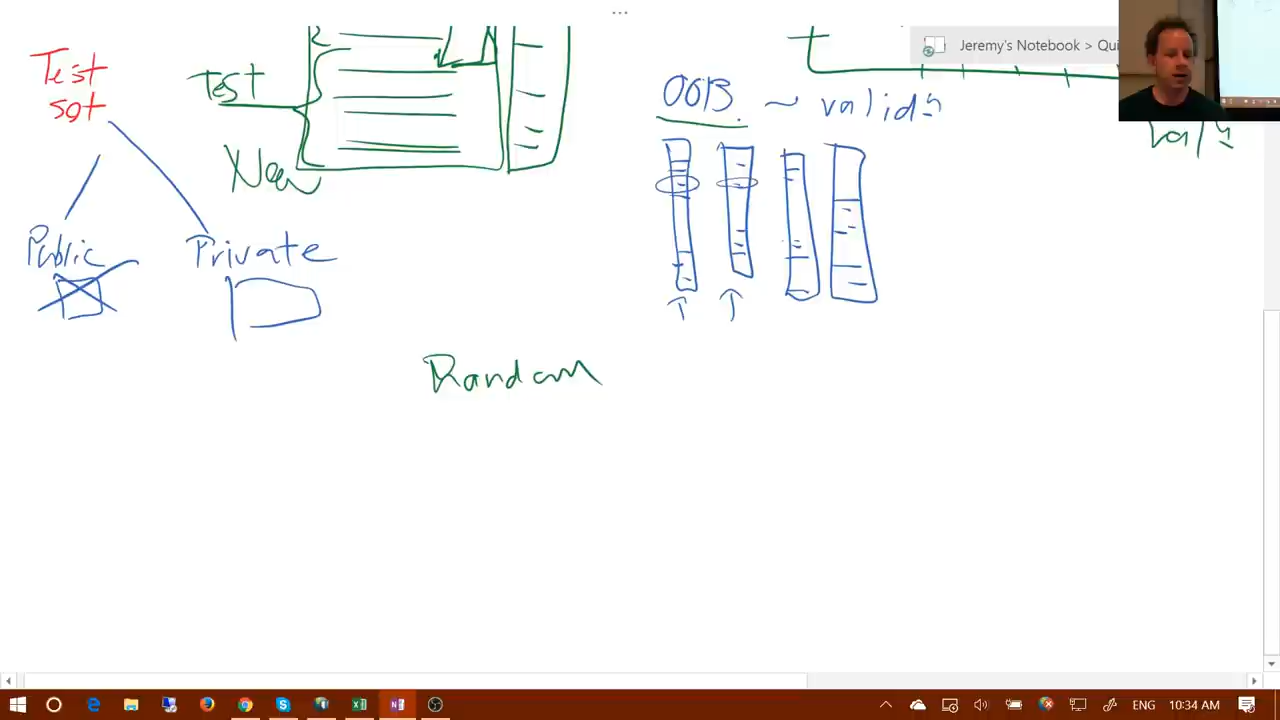 Jeremy's Notebook > Qui
Test
set
Test
New
OOB ~ valid's
val's
Public Private
Random
ENG 10:34 AM